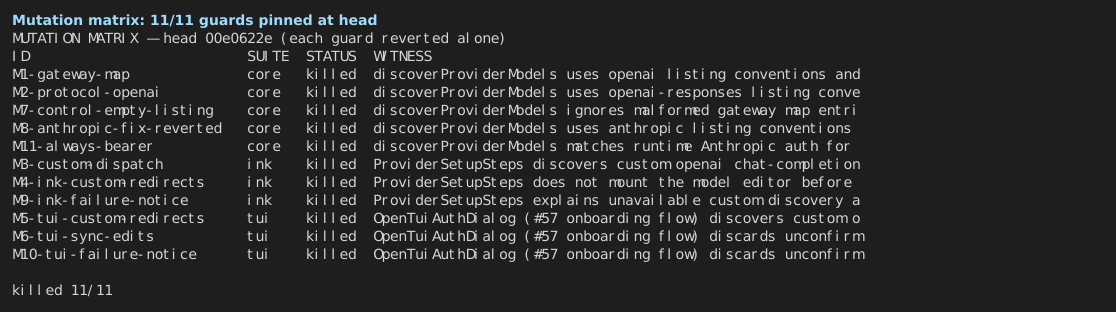 Mutation matrix: 11/11 guards pinned at head
MUTATION MATRIX — head 00e0622e (each guard reverted alone)
ID SUITE STATUS WITNESS
M1-gateway-map core killed discoverProviderModels uses openai listing conventions and
M2-protocol-openai core killed discoverProviderModels uses openai-responses listing conve
M7-control-empty-listing core killed discoverProviderModels ignores malformed gateway map entri
M8-anthropic-fix-reverted core killed discoverProviderModels uses anthropic listing conventions
M11-always-bearer core killed discoverProviderModels matches runtime Anthropic auth for
M3-custom-dispatch ink killed ProviderSetupSteps discovers custom openai chat-completion
M4-ink-custom-redirects ink killed ProviderSetupSteps does not mount the model editor before
M9-ink-failure-notice ink killed ProviderSetupSteps explains unavailable custom discovery a
M5-tui-custom-redirects tui killed OpenTuiAuthDialog (#57 onboarding flow) discovers custom o
M6-tui-sync-edits tui killed OpenTuiAuthDialog (#57 onboarding flow) discards unconfirm
M10-tui-failure-notice tui killed OpenTuiAuthDialog (#57 onboarding flow) discards unconfirm
killed 11/11